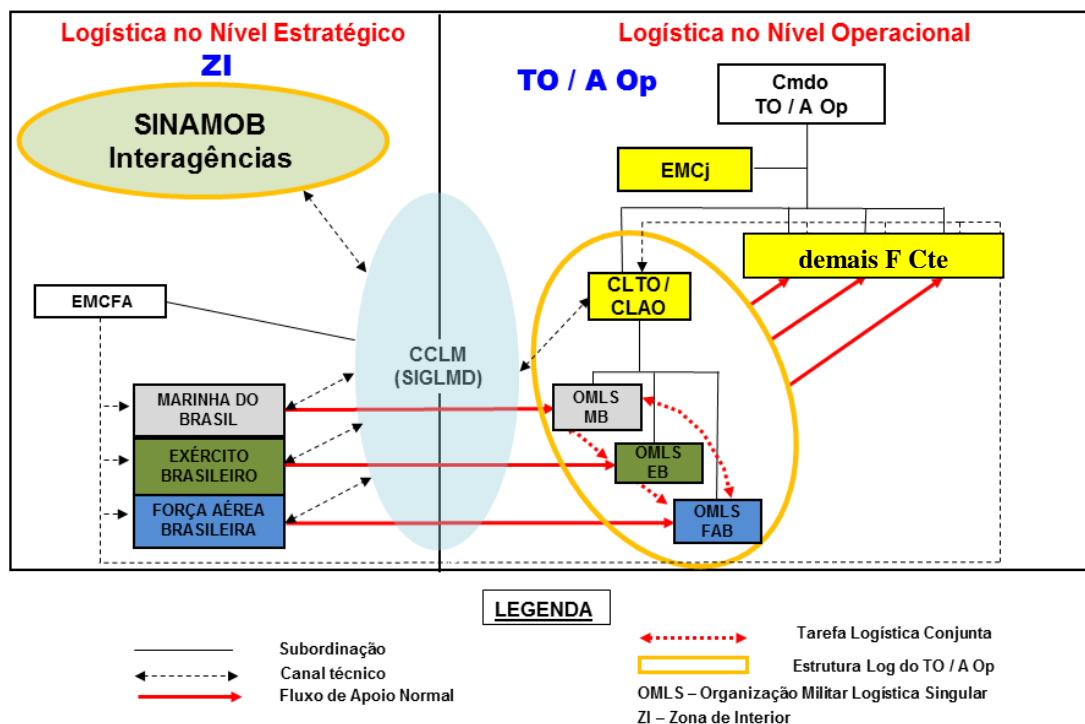 Logística no Nível Estratégico
ZI
SINAMOB
Interagências
EMCFA
MARINHA DO
BRASIL
EXÉRCITO
BRASILEIRO
FORÇA AÉREA
BRASILEIRA
CCLM
(SIGLMD)
Logística no Nível Operacional
TO / A Op
Cmdo
TO / A Op
EMCj
demais F Cte
CLTO /
CLAO
OMLS
MB
OMLS
EB
OMLS
FAB
LEGENDA
Subordinação
Canal técnico
Fluxo de Apoio Normal
Tarefa Logística Conjunta
Estrutura Log do TO / A Op
OMLS – Organização Militar Logística Singular
ZI – Zona de Interior